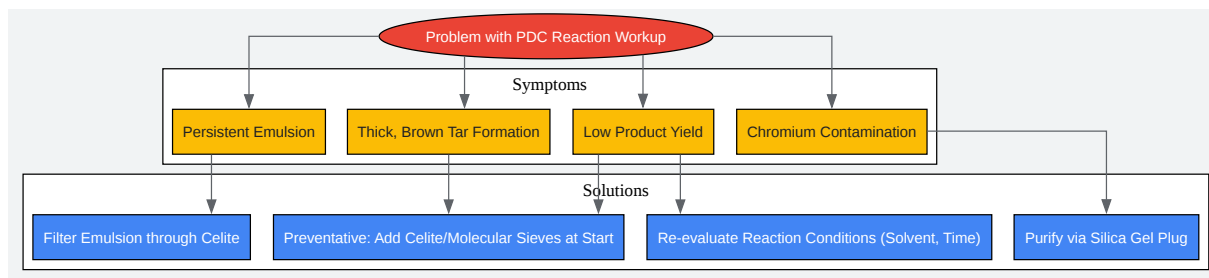 Problem with PDC Reaction Workup
Symptoms
Persistent Emulsion
Thick, Brown Tar Formation
Low Product Yield
Chromium Contamination
Solutions
Filter Emulsion through Celite
Preventative: Add Celite/Molecular Sieves at Start
Re-evaluate Reaction Conditions (Solvent, Time)
Purify via Silica Gel Plug